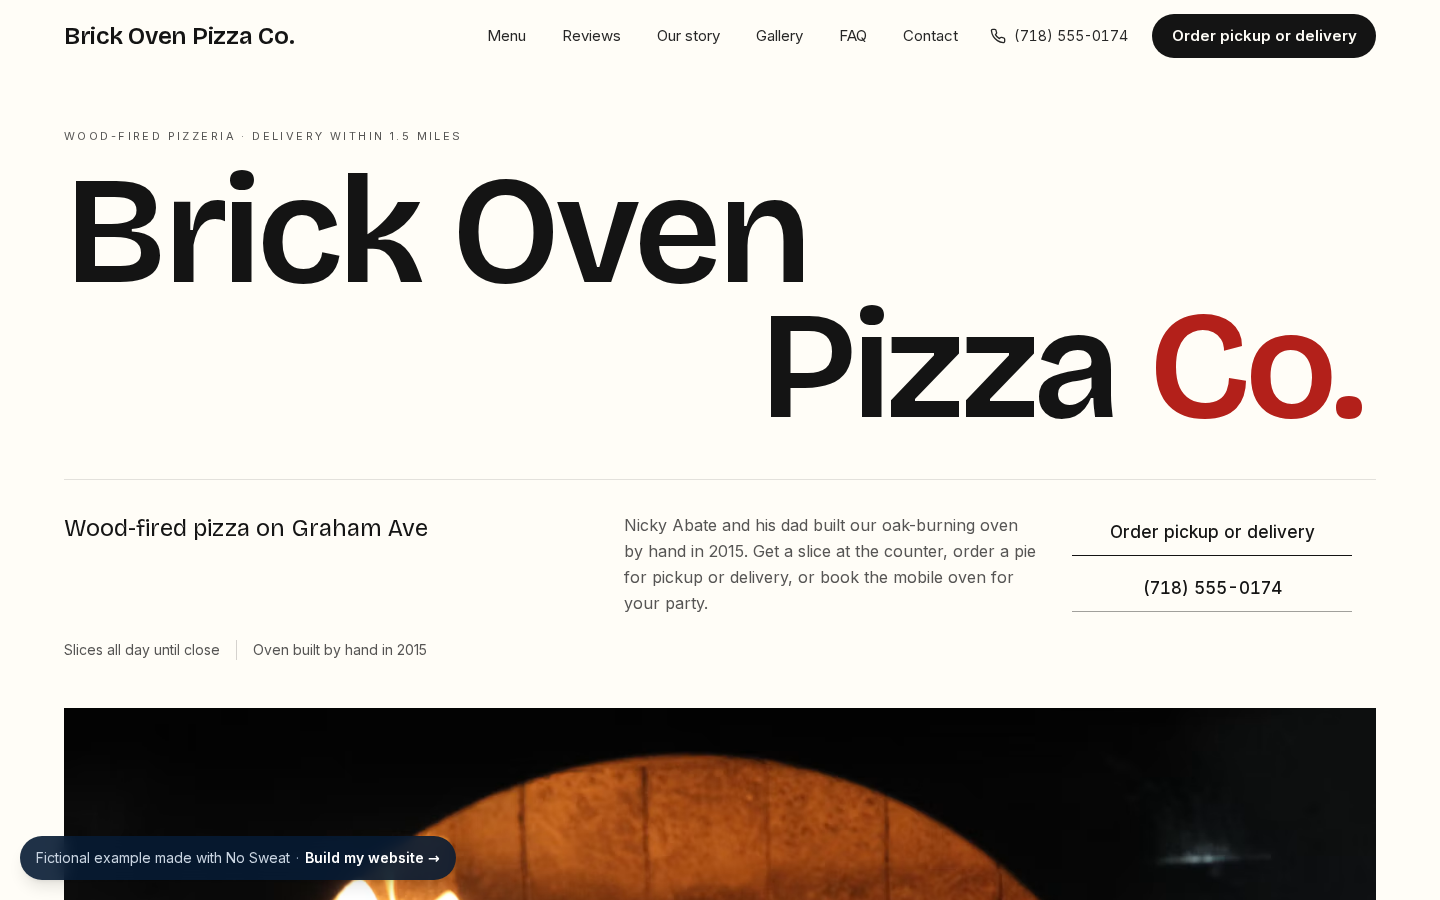 Brick Oven Pizza Co.
Menu
Reviews
Our story
Gallery
FAQ
Contact
(718) 555-0174
Order pickup or delivery
WOOD-FIRED PIZZERIA · DELIVERY WITHIN 1.5 MILES
Brick Oven
Pizza Co.
Wood-fired pizza on Graham Ave
Nicky Abate and his dad built our oak-burning oven
by hand in 2015. Get a slice at the counter, order a pie
for pickup or delivery, or book the mobile oven for
your party.
Order pickup or delivery
(718) 555-0174
Slices all day until close
Oven built by hand in 2015
Fictional example made with No Sweat · Build my website →